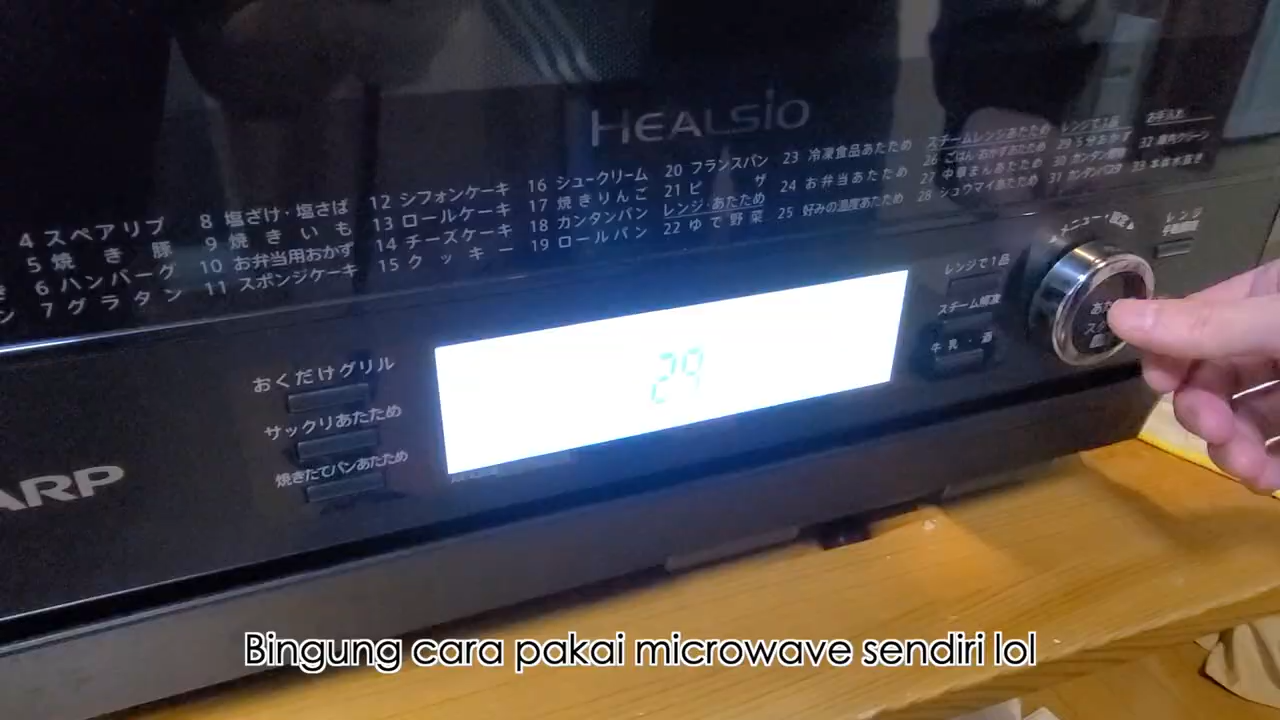 HEALSIO
4 スペアリブ
5 焼き豚
6 ハンバーグ
7 グラタン
8 塩ざけ・塩さば
9 焼きいも
10 お弁当用おかず
11 スポンジケーキ
12 シフォンケーキ
13 ロールケーキ
14 チーズケーキ
15 クッキー
16 シュークリーム
17 焼きりんご
18 カンタンパン
19 ロールパン
20 フランスパン
21 ピザ
レンジ・あたため
22 ゆで野菜
23 冷凍食品あたため
24 お弁当あたため
25 好みの温度あたため
スチームレンジあたため
26 ごはん・おかずあたため
27 中華まんあたため
28 シュウマイあたため
レンジで1品
29 5分おかず
30 カンタン
31 カンタンパスタ
お手入れ
32 庫内クリーン
33 本体水抜き
メニュー・設定
レンジ
手動
おくだけグリル
サックリあたため
焼きたてパンあたため
29
レンジで1品
スチーム解凍
牛乳・酒
あた
スタ
ARP
Bingung cara pakai microwave sendiri lol